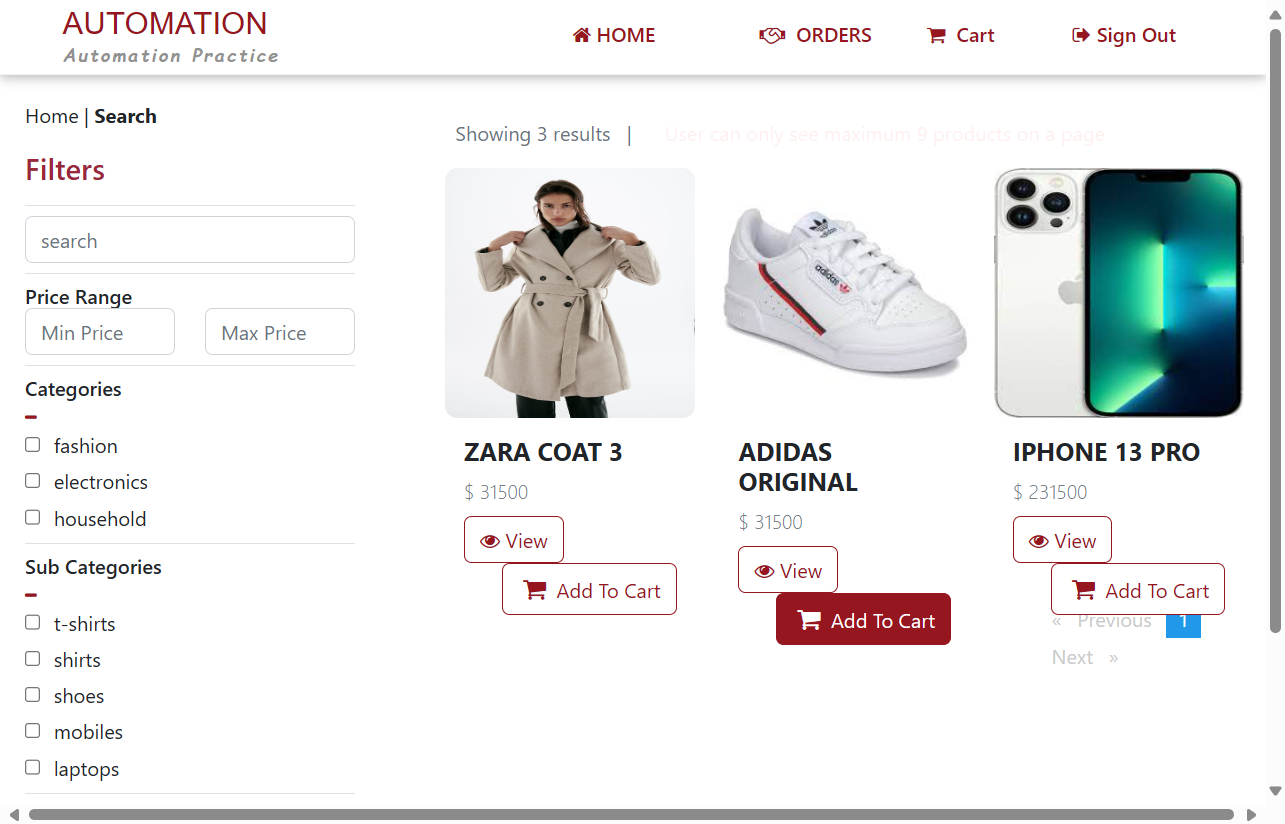 AUTOMATION
Automation Practice
HOME
ORDERS
Cart
Sign Out
Home | Search
Filters
search
Price Range
Min Price
Max Price
Categories
fashion
electronics
household
Sub Categories
t-shirts
shirts
shoes
mobiles
laptops
Showing 3 results |
User can only see maximum 9 products on a page
adidas
adidas
ZARA COAT 3
$ 31500
View
Add To Cart
ADIDAS
ORIGINAL
$ 31500
View
Add To Cart
IPHONE 13 PRO
$ 231500
View
Add To Cart
« Previous 1
Next »